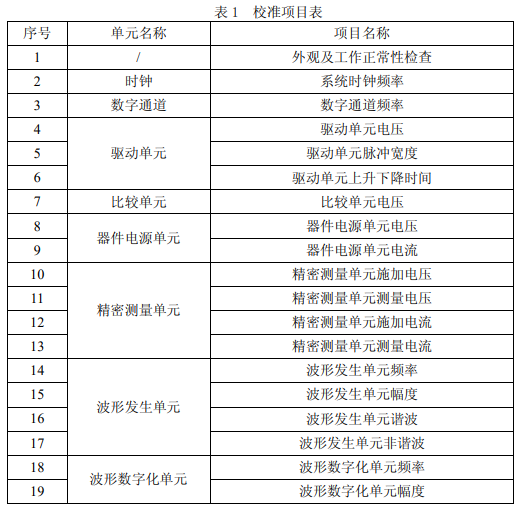 表 1 校准项目表
序号 单元名称 项目名称
1 / 外观及工作正常性检查
2 时钟 系统时钟频率
3 数字通道 数字通道频率
4 驱动单元电压
5 驱动单元 驱动单元脉冲宽度
6 驱动单元上升下降时间
7 比较单元 比较单元电压
8 器件电源单元电压
器件电源单元
9 器件电源单元电流
10 精密测量单元施加电压
11 精密测量单元测量电压
精密测量单元
12 精密测量单元施加电流
13 精密测量单元测量电流
14 波形发生单元频率
15 波形发生单元幅度
波形发生单元
16 波形发生单元谐波
17 波形发生单元非谐波
18 波形数字化单元频率
波形数字化单元
19 波形数字化单元幅度